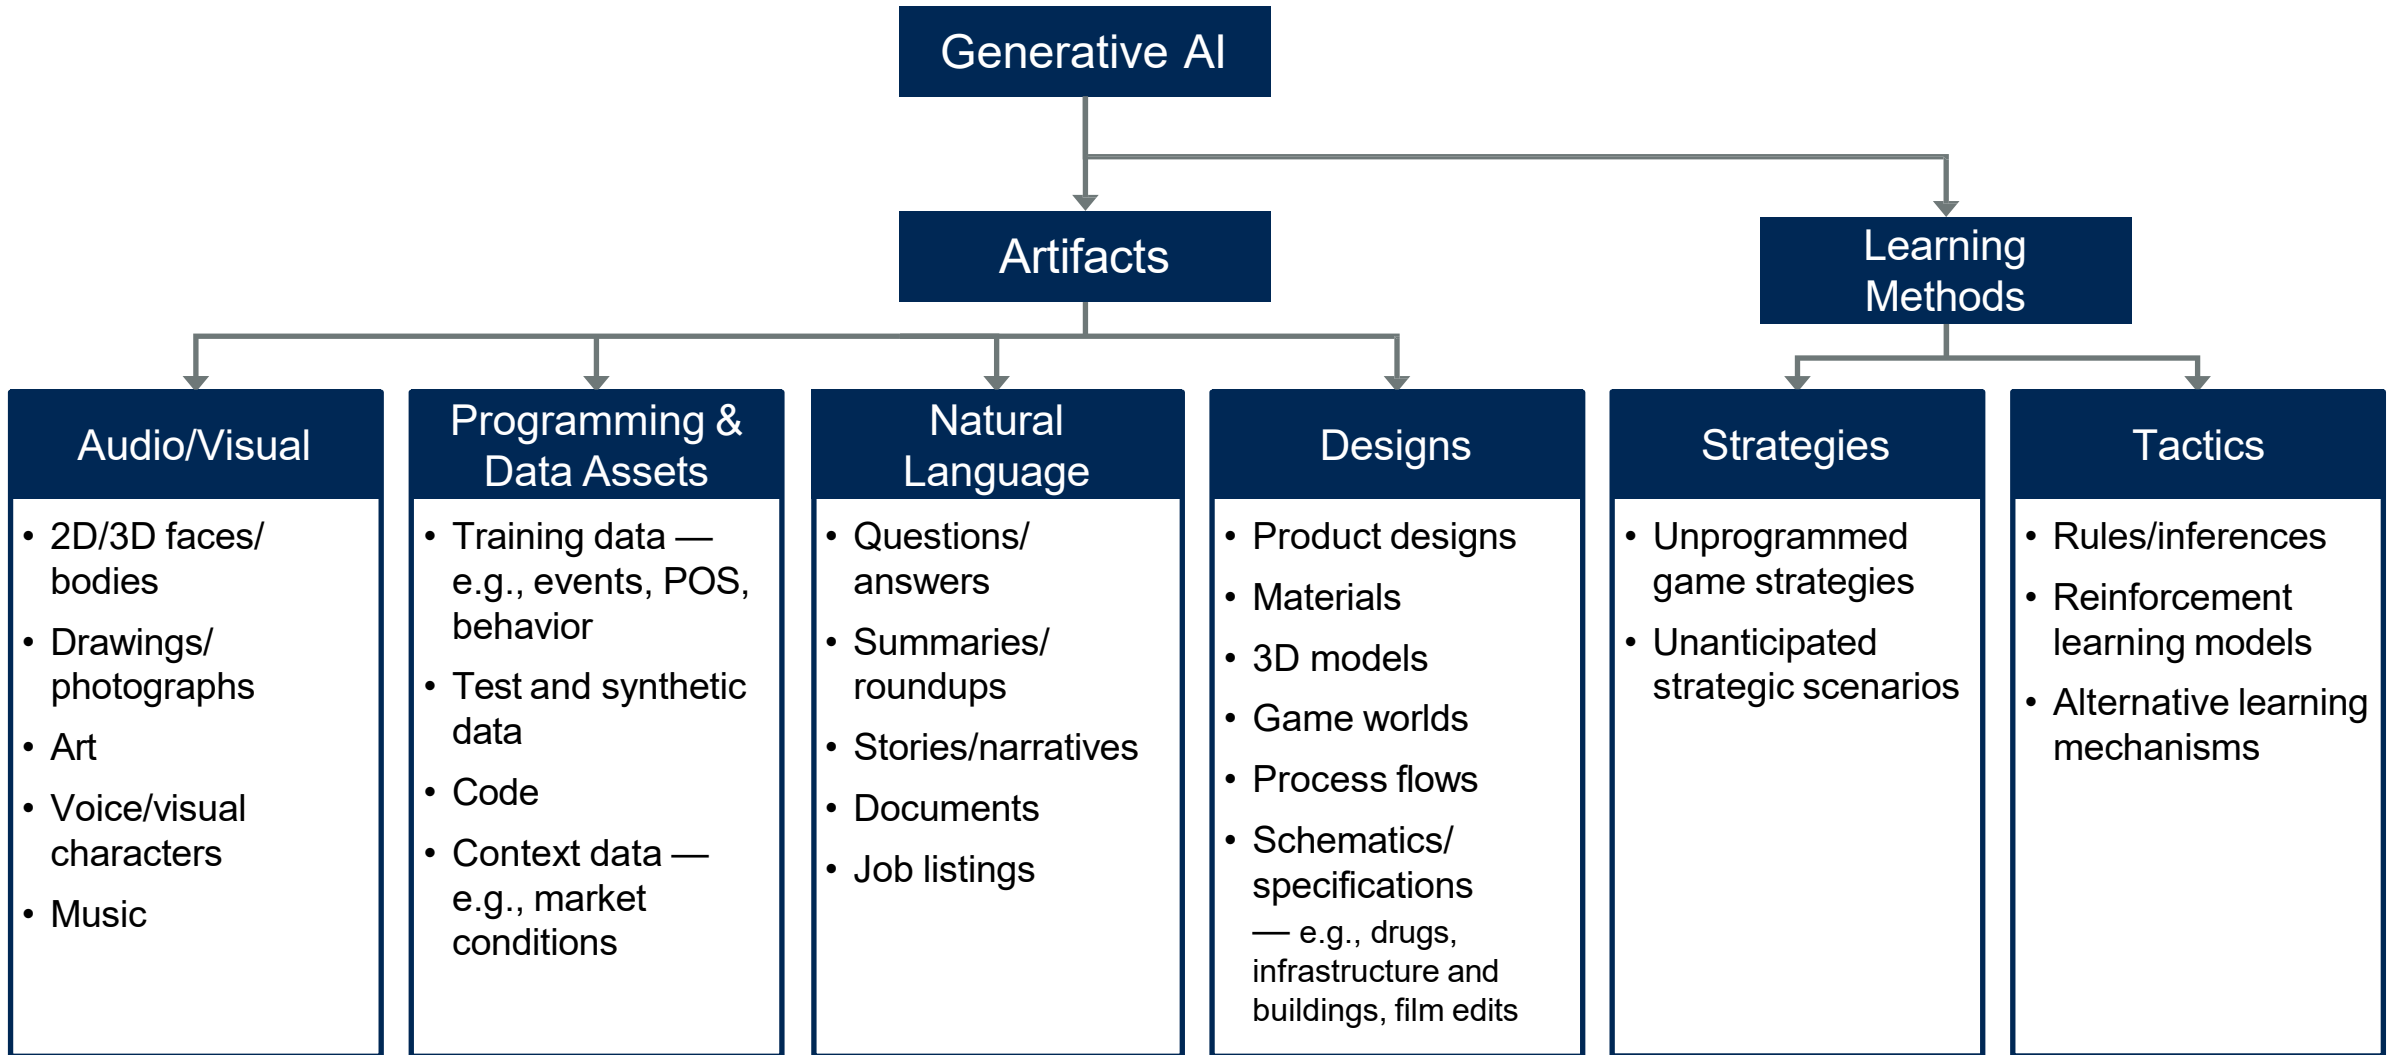 Generative AI
Artifacts
Learning
Methods
Audio/Visual
• 2D/3D faces/
bodies
• Drawings/
photographs
• Art
• Voice/visual
characters
• Music
Programming &
Data Assets
• Training data —
e.g., events, POS,
behavior
• Test and synthetic
data
• Code
• Context data —
e.g., market
conditions
Natural
Language
• Questions/
answers
• Summaries/
roundups
• Stories/narratives
• Documents
• Job listings
Designs
• Product designs
• Materials
• 3D models
• Game worlds
• Process flows
• Schematics/
specifications
— e.g., drugs,
infrastructure and
buildings, film edits
Strategies
• Unprogrammed
game strategies
• Unanticipated
strategic scenarios
Tactics
• Rules/inferences
• Reinforcement
learning models
• Alternative learning
mechanisms